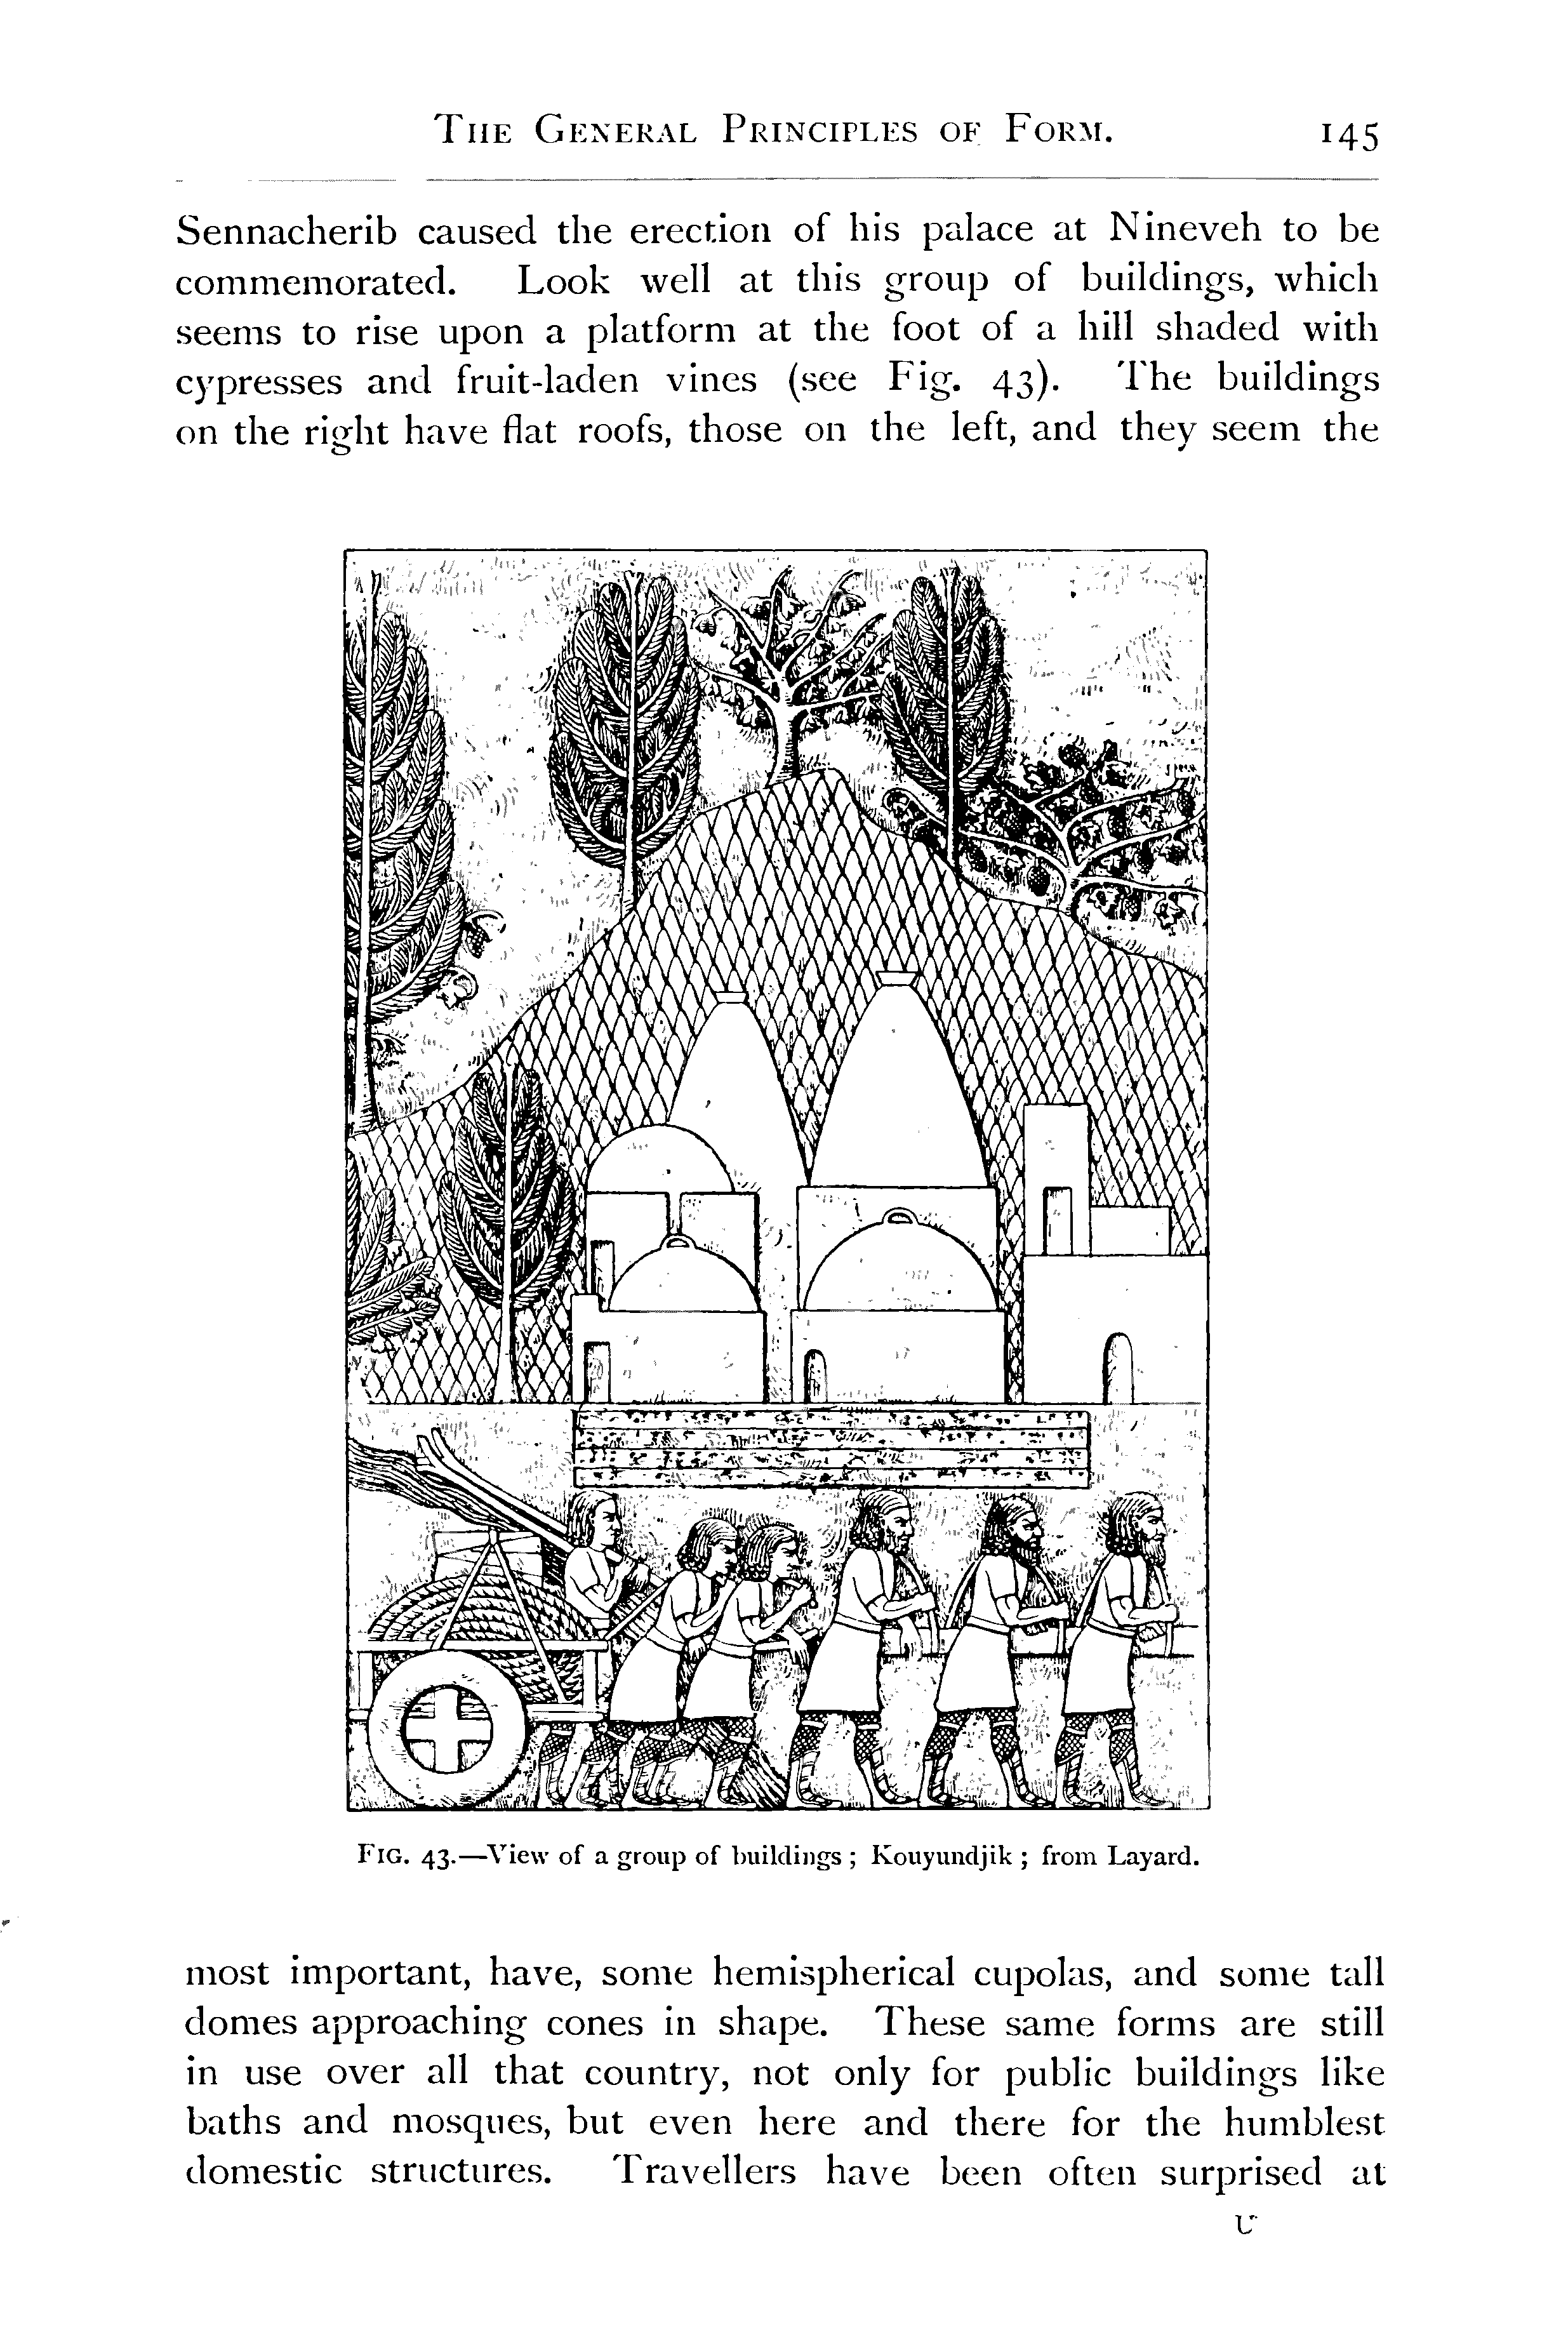 THE GENERAL PRINCIPLES OF FORM. 145
Sennacherib caused the erection of his palace at Nineveh to be
commemorated. Look well at this group of buildings, which
seems to rise upon a platform at the foot of a hill shaded with
cypresses and fruit-laden vines (see Fig. 43). The buildings
on the right have flat roofs, those on the left, and they seem the
FIG. 43.—View of a group of buildings ; Kouyundjik ; from Layard.
most important, have, some hemispherical cupolas, and some tall
domes approaching cones in shape. These same forms are still
in use over all that country, not only for public buildings like
baths and mosques, but even here and there for the humblest
domestic structures. Travellers have been often surprised at
U